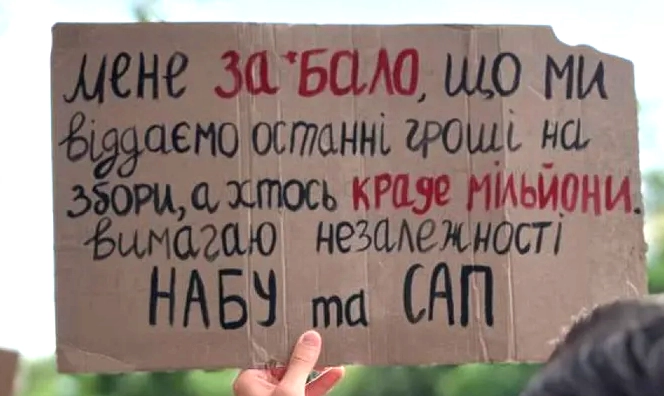 мене за*бало, що ми
віддаємо останні гроші на
збори, а хтось краде мільйони.
вимагаю незалежності
НАБУ та САП